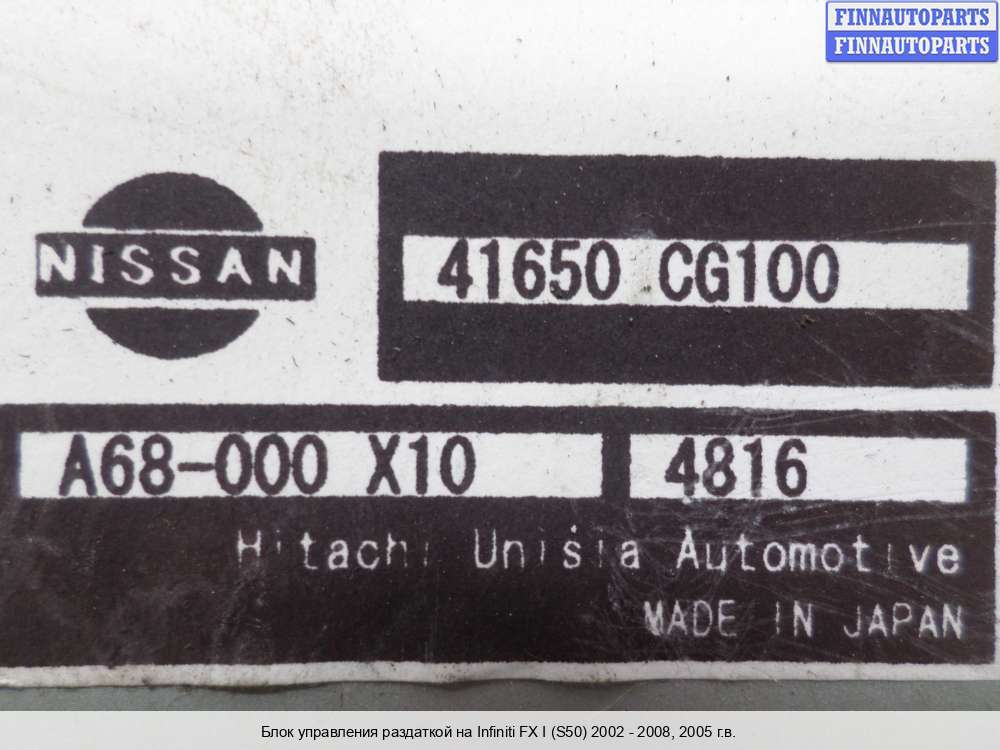 FINNAUTOPARTS
FINNAUTOPARTS
NISSAN
41650 CG100
A68-000 X10
4816
Hitachi Unisia Automotive
MADE IN JAPAN
Блок управления раздаткой на Infiniti FX I (S50) 2002 - 2008, 2005 г.в.